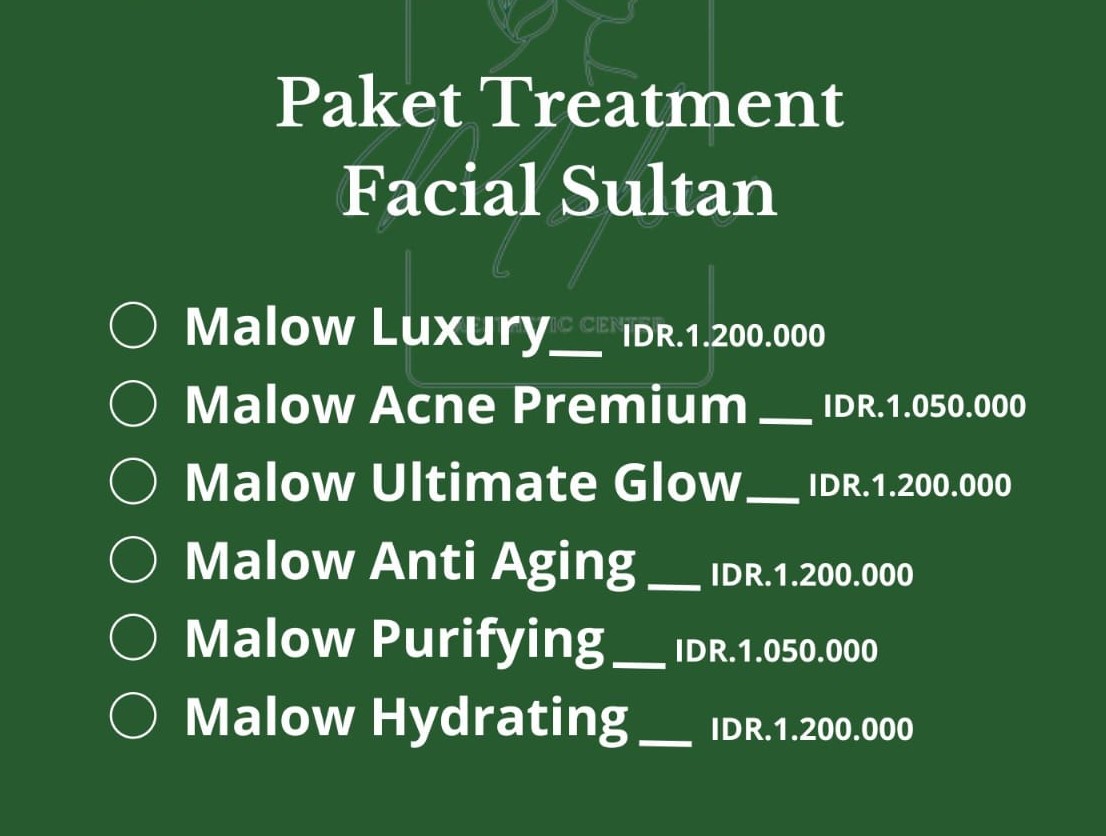 Paket Treatment
Facial Sultan
Malow Luxury__ IDR.1.200.000
Malow Acne Premium __ IDR.1.050.000
Malow Ultimate Glow__ IDR.1.200.000
Malow Anti Aging __ IDR.1.200.000
Malow Purifying __ IDR.1.050.000
Malow Hydrating __ IDR.1.200.000